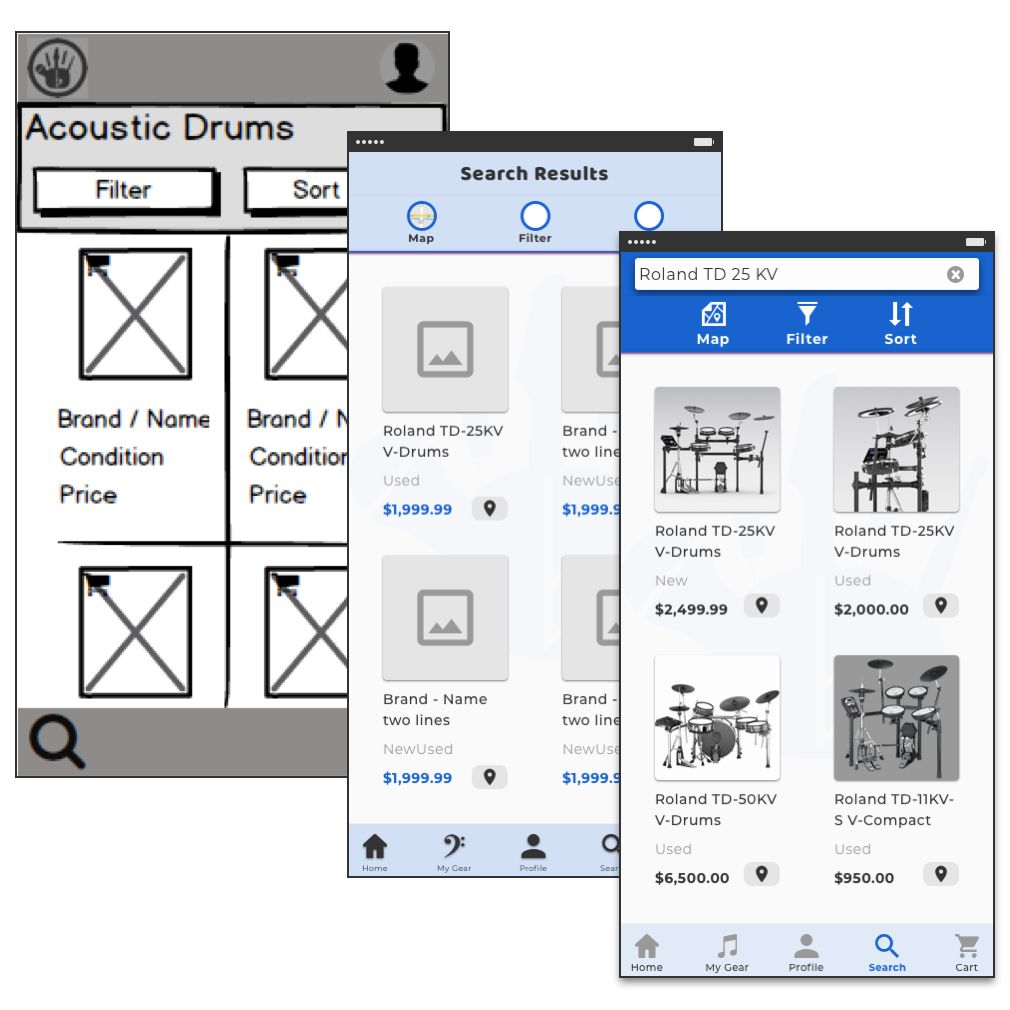 Acoustic Drums
Filter
Sort
Brand / Name
Condition
Price
Brand / N
Condition
Price
Search Results
Map
Filter
Roland TD-25KV
V-Drums
Used
$1,999.99
Brand -
two line
NewUsed
$1,999.9
Brand - Name
two lines
NewUsed
$1,999.99
Brand -
two line
NewUsed
$1,999.9
Home
My Gear
Profile
Sear
Roland TD 25 KV
Map
Filter
Sort
Roland TD-25KV
V-Drums
New
$2,499.99
Roland TD-25KV
V-Drums
Used
$2,000.00
Roland TD-50KV
V-Drums
Used
$6,500.00
Roland TD-11KV-
S V-Compact
Used
$950.00
Home
My Gear
Profile
Search
Cart